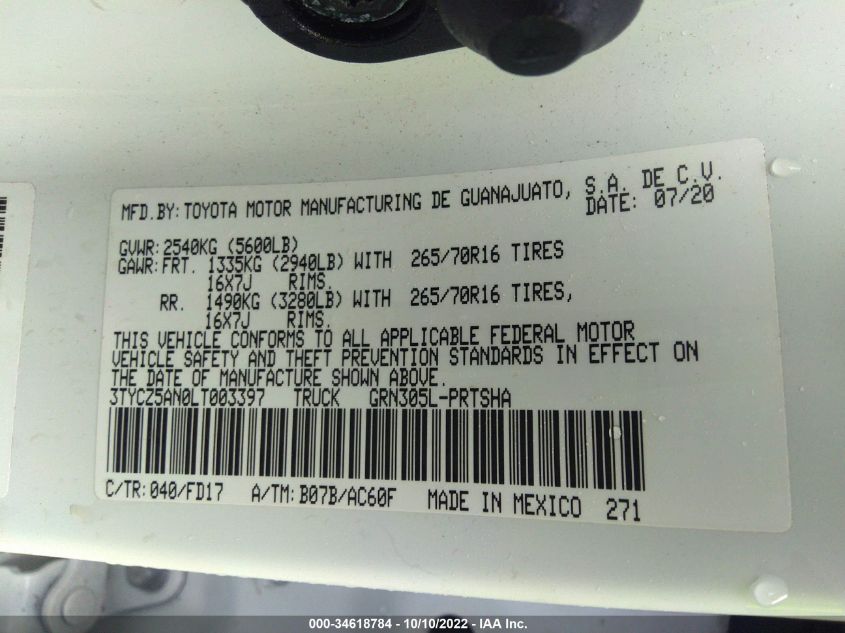 MFD.BY: TOYOTA MOTOR MANUFACTURING DE GUANAJUATO, S.A. DE C.V.
DATE: 07/20
GVWR: 2540KG (5600LB)
GAWR: FRT. 1335KG (2940LB) WITH 265/70R16 TIRES
16X7J RIMS.
RR. 1490KG (3280LB) WITH 265/70R16 TIRES,
16X7J RIMS.
THIS VEHICLE CONFORMS TO ALL APPLICABLE FEDERAL MOTOR
VEHICLE SAFETY AND THEFT PREVENTION STANDARDS IN EFFECT ON
THE DATE OF MANUFACTURE SHOWN ABOVE.
3TYCZ5AN0LT003397 TRUCK GRN305L-PRTSHA
C/TR: 040/FD17 A/TM: B07B/AC60F MADE IN MEXICO 271
000-34618784 - 10/10/2022 - IAA Inc.